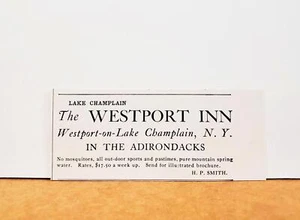 LAKE CHAMPLAIN
The WESTPORT INN
Westport-on-Lake Champlain, N. Y.
IN THE ADIRONDACKS
No mosquitoes, all out-door sports and pastimes, pure mountain spring
water. Rates, $17.50 a week up. Send for illustrated brochure.
H. P. SMITH.